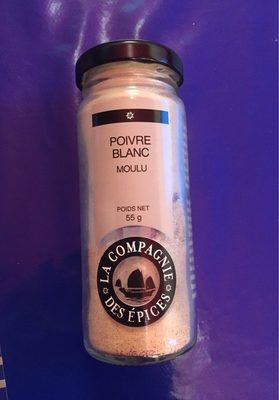 POIVRE
BLANC
MOULU
POIDS NET
55 g
LA COMPAGNIE
DES ÉPICES